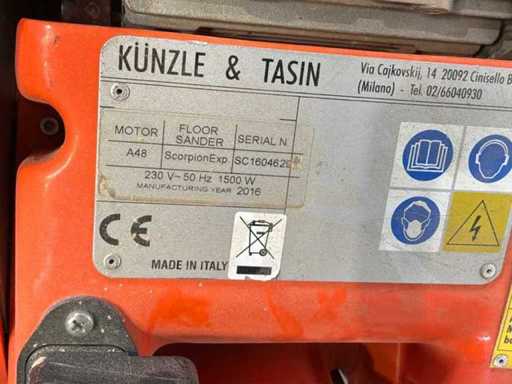 KÜNZLE & TASIN
Via Cajkovskij, 14 20092 Cinisello B
(Milano) - Tel. 02/66040930
MOTOR FLOOR SANDER SERIAL N
A48 ScorpionExp SC1604629
230 V~50 Hz 1500 W
MANUFACTURING YEAR 2016
CE
MADE IN ITALY